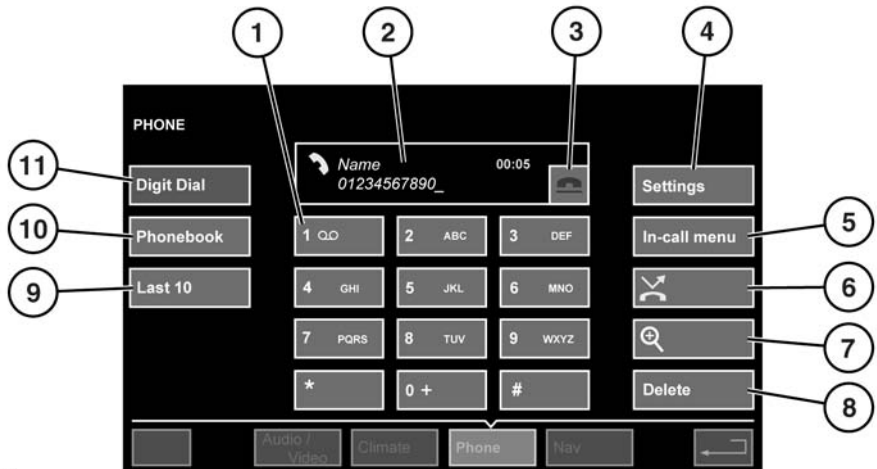 1
2
3
4
PHONE
11
Digit Dial
Name
00:05
01234567890_
Settings
10
Phonebook
1
2 ABC
3 DEF
In-call menu
5
9
Last 10
4 GHI
5 JKL
6 MNO
6
7 PQRS
8 TUV
9 WXYZ
7
*
0 +
#
Delete
8
Audio /
Video
Climate
Phone
Nav